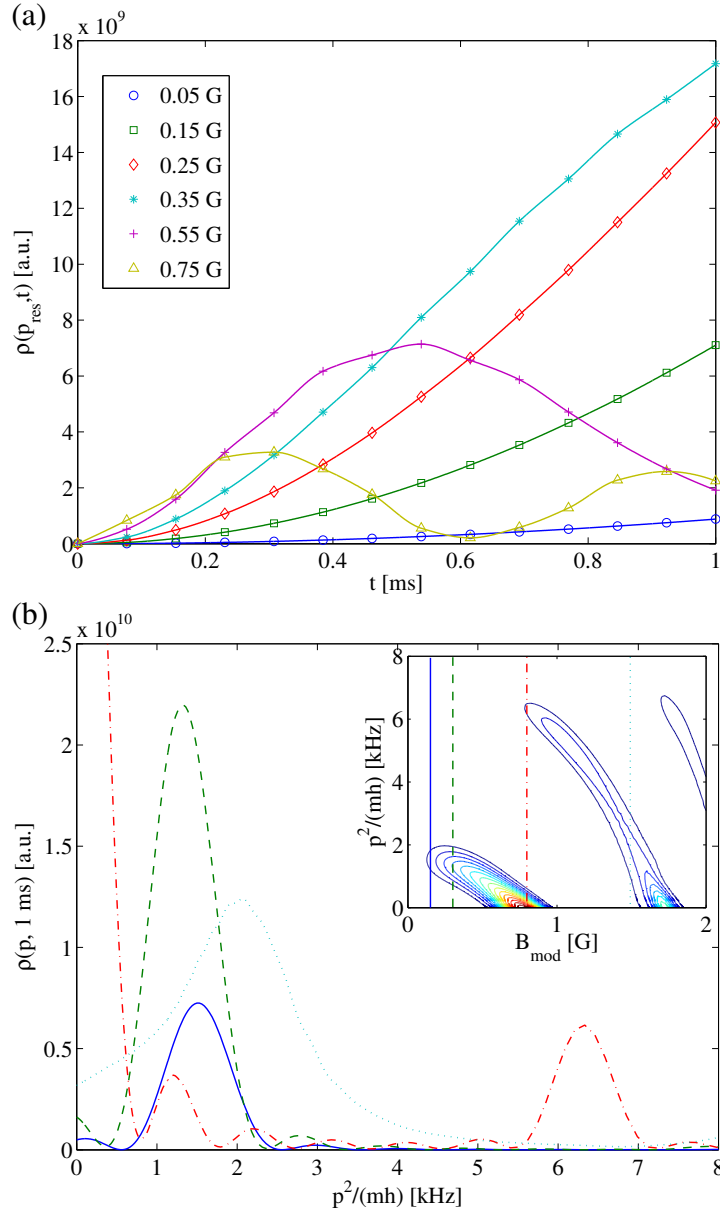 (a)
x 10^9
18
16
14
12
10
8
6
4
2
0
ρ(p_res,t) [a.u.]
0.05 G
0.15 G
0.25 G
0.35 G
0.55 G
0.75 G
0 0.2 0.4 0.6 0.8 1
t [ms]
(b)
x 10^10
2.5
2
1.5
1
0.5
0
ρ(p, 1 ms) [a.u.]
8
6
4
2
0
p^2/(mh) [kHz]
0 1 2
B_mod [G]
0 1 2 3 4 5 6 7 8
p^2/(mh) [kHz]